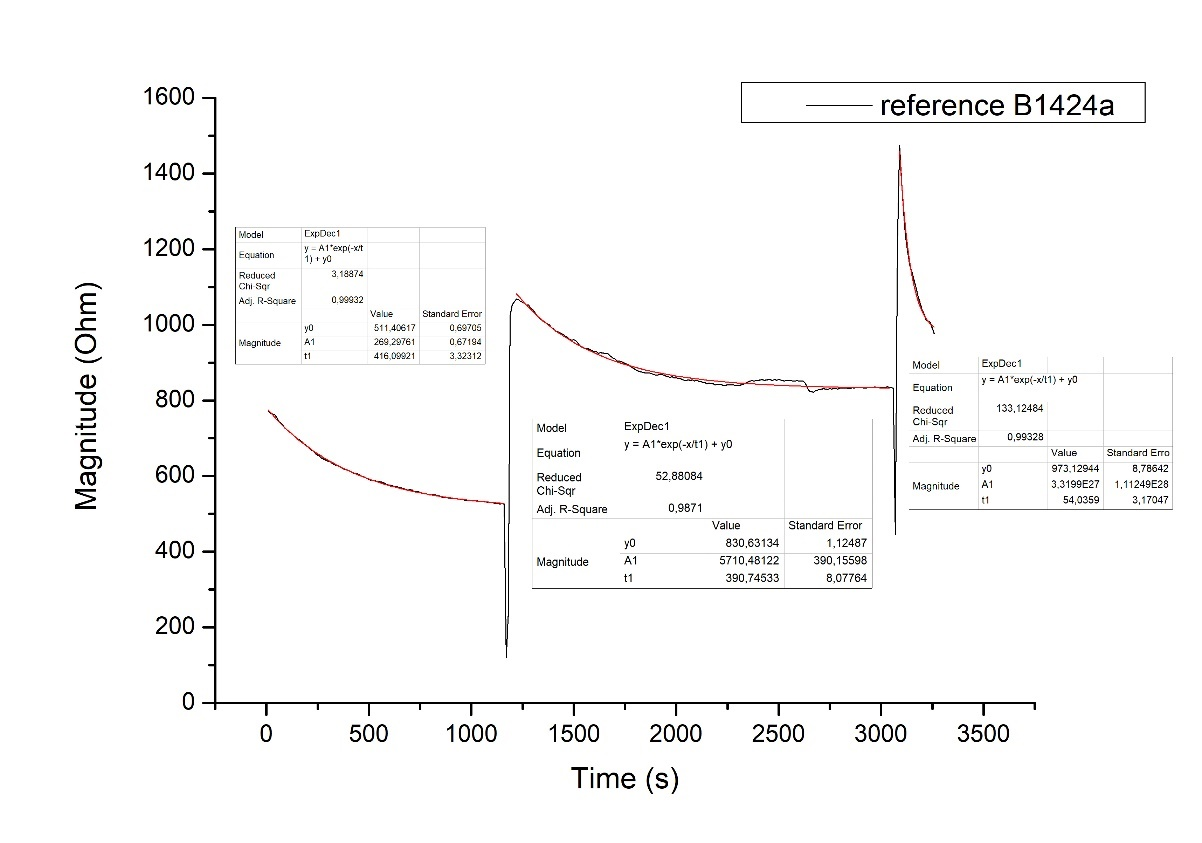 reference B1424a
1600
1400
1200
1000
800
600
400
200
0
Magnitude (Ohm)
0 500 1000 1500 2000 2500 3000 3500
Time (s)
Model ExpDec1
Equation y = A1*exp(-x/t
1) + y0
Reduced
Chi-Sqr 3,18874
Adj. R-Square 0,99932
Value Standard Error
y0 511,40617 0,69705
Magnitude A1 269,29761 0,67194
t1 416,09921 3,32312
Model ExpDec1
Equation y = A1*exp(-x/t1) + y0
Reduced
Chi-Sqr 52,88084
Adj. R-Square 0,9871
Value Standard Error
y0 830,63134 1,12487
Magnitude A1 5710,48122 390,15598
t1 390,74533 8,07764
Model ExpDec1
Equation y = A1*exp(-x/t1) + y0
Reduced
Chi-Sqr 133,12484
Adj. R-Square 0,99328
Value Standard Erro
y0 973,12944 8,78642
Magnitude A1 3,3199E27 1,11249E28
t1 54,0359 3,17047